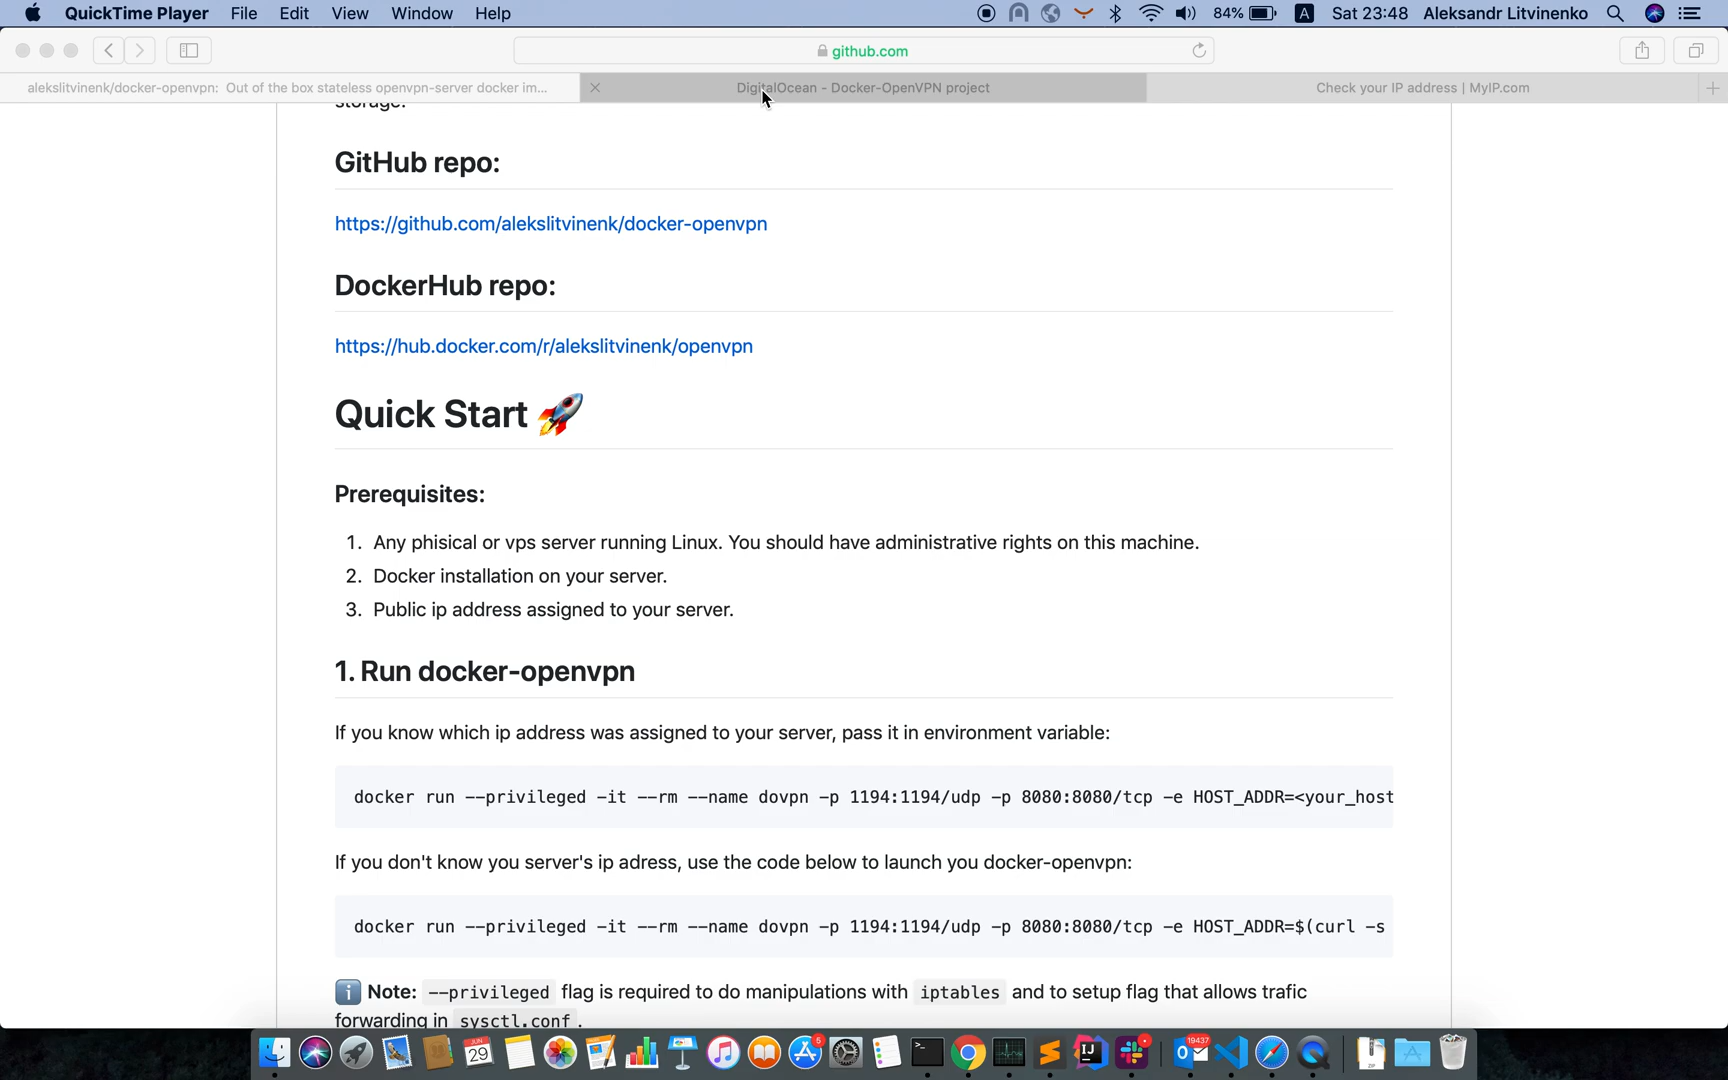 QuickTime Player File Edit View Window Help 84% A Sat 23:48 Aleksandr Litvinenko
github.com
alekslitvinenk/docker-openvpn: Out of the box stateless openvpn-server docker im... DigitalOcean - Docker-OpenVPN project Check your IP address | MyIP.com
storage.
GitHub repo:
https://github.com/alekslitvinenk/docker-openvpn
DockerHub repo:
https://hub.docker.com/r/alekslitvinenk/openvpn
Quick Start 🚀
Prerequisites:
1. Any phisical or vps server running Linux. You should have administrative rights on this machine.
2. Docker installation on your server.
3. Public ip address assigned to your server.
1. Run docker-openvpn
If you know which ip address was assigned to your server, pass it in environment variable:
docker run --privileged -it --rm --name dovpn -p 1194:1194/udp -p 8080:8080/tcp -e HOST_ADDR=<your_host
If you don't know you server's ip adress, use the code below to launch you docker-openvpn:
docker run --privileged -it --rm --name dovpn -p 1194:1194/udp -p 8080:8080/tcp -e HOST_ADDR=$(curl -s
ℹ️ Note: --privileged flag is required to do manipulations with iptables and to setup flag that allows trafic
forwarding in sysctl.conf.
JUN
29
5
19437
ZIP